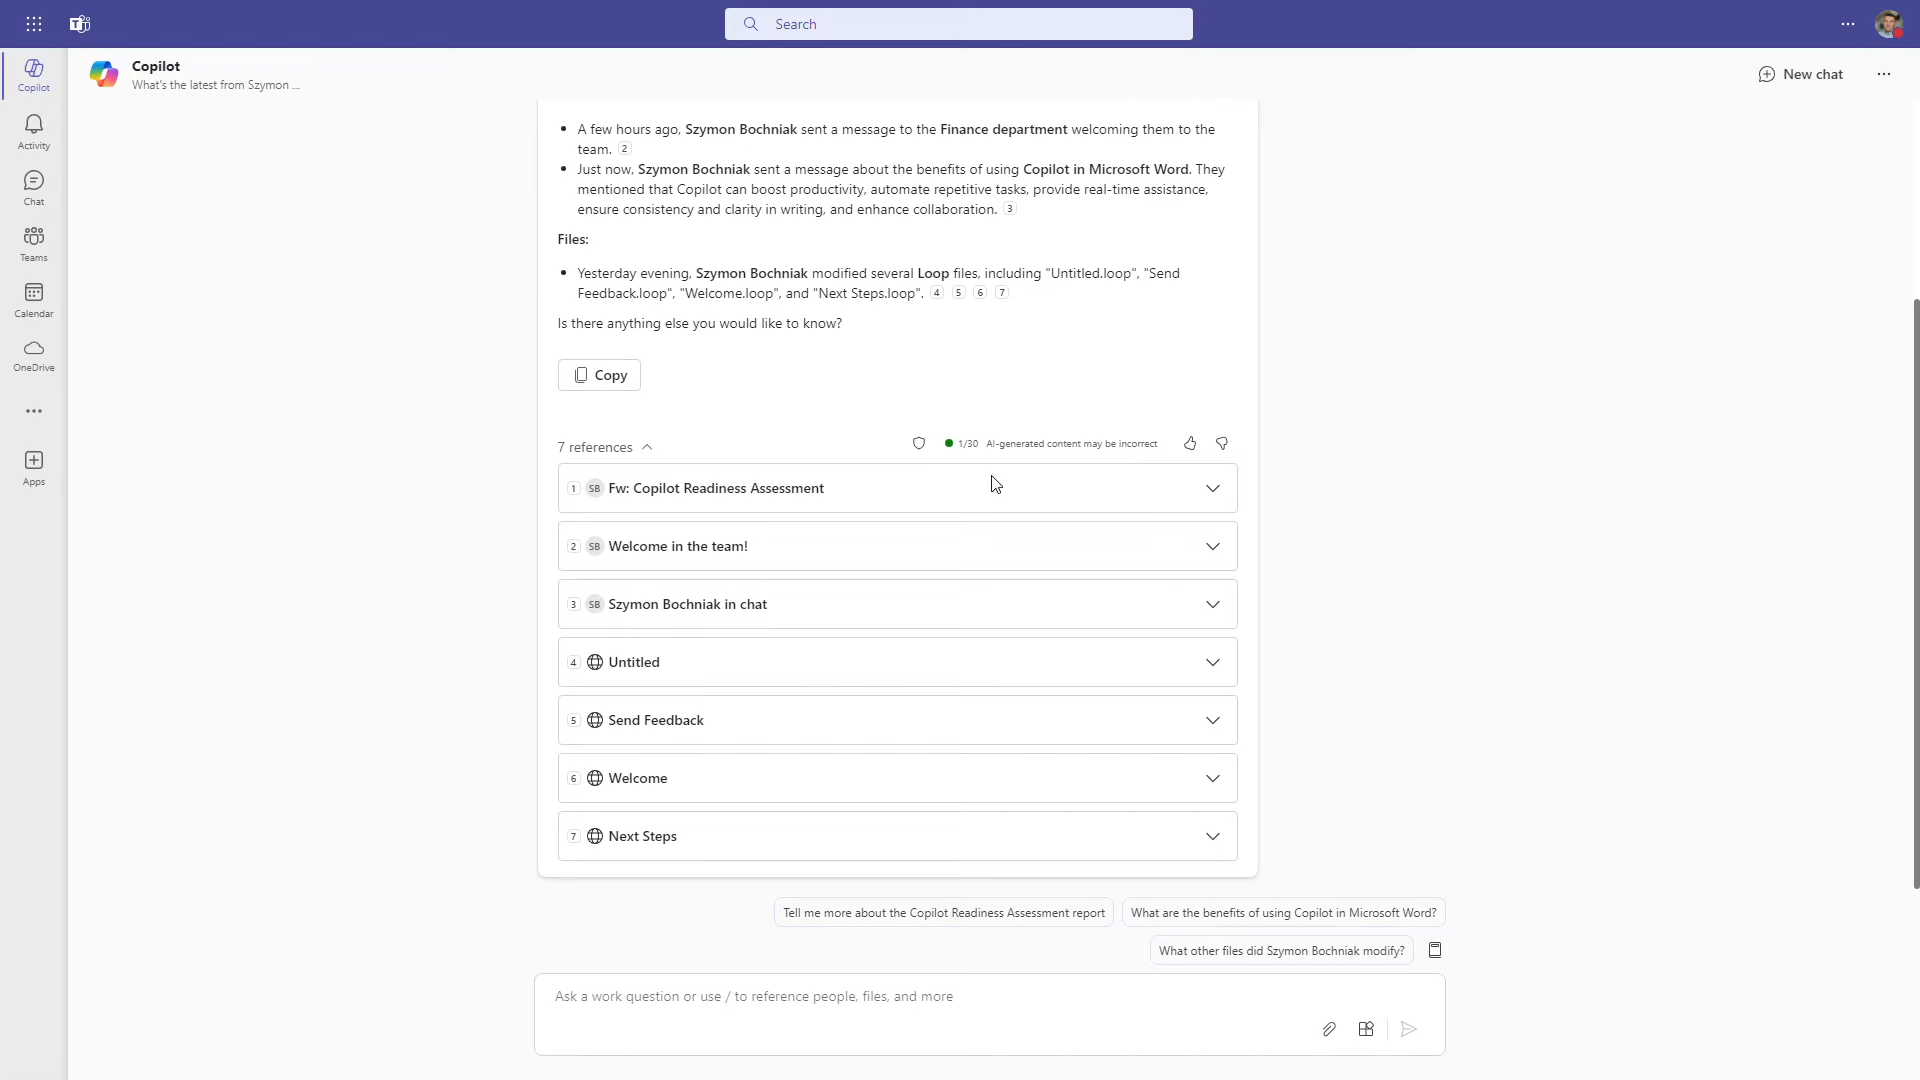 Search
Copilot
What's the latest from Szymon ...
New chat
Copilot
Activity
Chat
Teams
Calendar
OneDrive
Apps
• A few hours ago, Szymon Bochniak sent a message to the Finance department welcoming them to the
team. 2
• Just now, Szymon Bochniak sent a message about the benefits of using Copilot in Microsoft Word. They
mentioned that Copilot can boost productivity, automate repetitive tasks, provide real-time assistance,
ensure consistency and clarity in writing, and enhance collaboration. 3
Files:
• Yesterday evening, Szymon Bochniak modified several Loop files, including "Untitled.loop", "Send
Feedback.loop", "Welcome.loop", and "Next Steps.loop". 4 5 6 7
Is there anything else you would like to know?
Copy
7 references
1/30 AI-generated content may be incorrect
1 SB Fw: Copilot Readiness Assessment
2 SB Welcome in the team!
3 SB Szymon Bochniak in chat
4 Untitled
5 Send Feedback
6 Welcome
7 Next Steps
Tell me more about the Copilot Readiness Assessment report
What are the benefits of using Copilot in Microsoft Word?
What other files did Szymon Bochniak modify?
Ask a work question or use / to reference people, files, and more